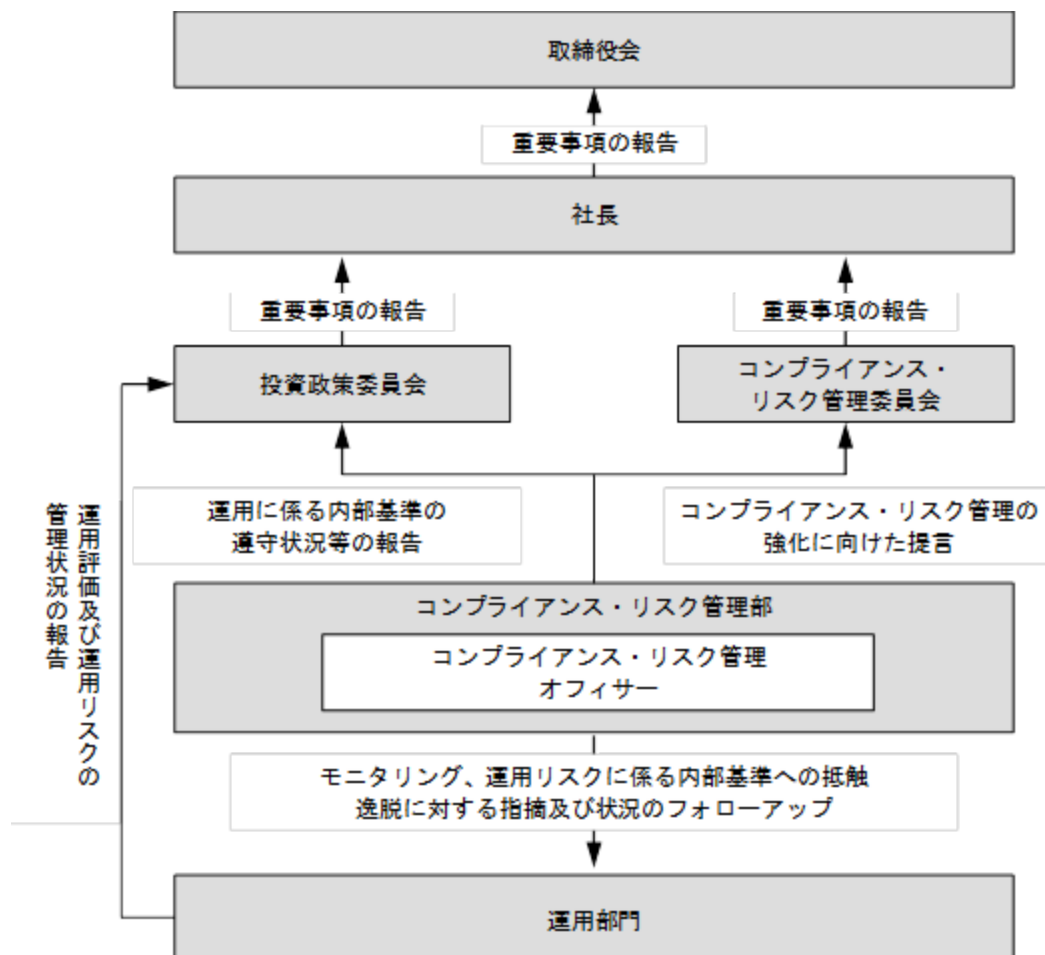 取締役会
重要事項の報告
社長
重要事項の報告
重要事項の報告
投資政策委員会
コンプライアンス・
リスク管理委員会
運用に係る内部基準の
遵守状況等の報告
コンプライアンス・リスク管理の
強化に向けた提言
運用評価及び運用リスクの
管理状況の報告
コンプライアンス・リスク管理部
コンプライアンス・リスク管理
オフィサー
モニタリング、運用リスクに係る内部基準への抵触
逸脱に対する指摘及び状況のフォローアップ
運用部門